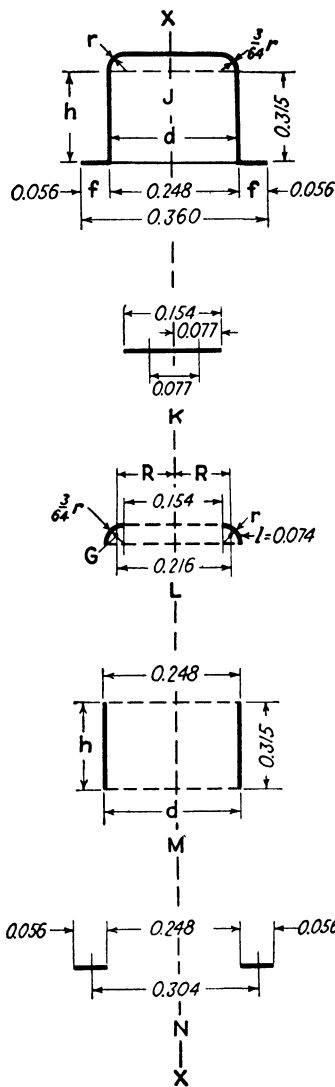 X
r 3/64 r
h J 0.315
d
0.056 f 0.248 f 0.056
0.360
0.154
0.077
0.077
K
R R
3/64 r 0.154 r
G l=0.074
0.216
L
0.248
h 0.315
d
M
0.056 0.248 0.056
0.304
N
X